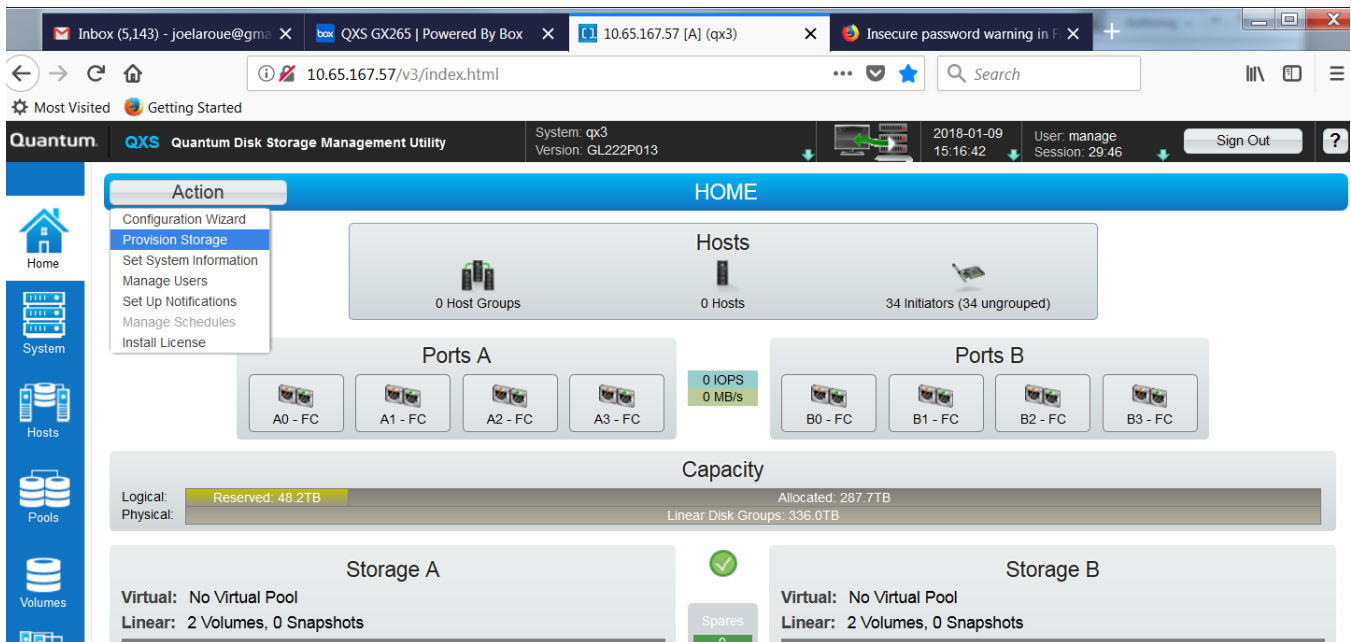 Inbox (5,143) - joelaroue@gma
box QXS GX265 | Powered By Box
10.65.167.57 [A] (qx3)
Insecure password warning in F
10.65.167.57/v3/index.html
Search
Most Visited Getting Started
Quantum. QXS Quantum Disk Storage Management Utility
System: qx3
Version: GL222P013
2018-01-09
15:16:42
User: manage
Session: 29:46
Sign Out
?
Action
HOME
Configuration Wizard
Provision Storage
Set System Information
Manage Users
Set Up Notifications
Manage Schedules
Install License
Home
System
Hosts
Pools
Volumes
Hosts
0 Host Groups
0 Hosts
34 Initiators (34 ungrouped)
Ports A
A0 - FC
A1 - FC
A2 - FC
A3 - FC
0 IOPS
0 MB/s
Ports B
B0 - FC
B1 - FC
B2 - FC
B3 - FC
Capacity
Logical: Reserved: 48.2TB Allocated: 287.7TB
Physical: Linear Disk Groups: 336.0TB
Storage A
Virtual: No Virtual Pool
Linear: 2 Volumes, 0 Snapshots
Spares
Storage B
Virtual: No Virtual Pool
Linear: 2 Volumes, 0 Snapshots